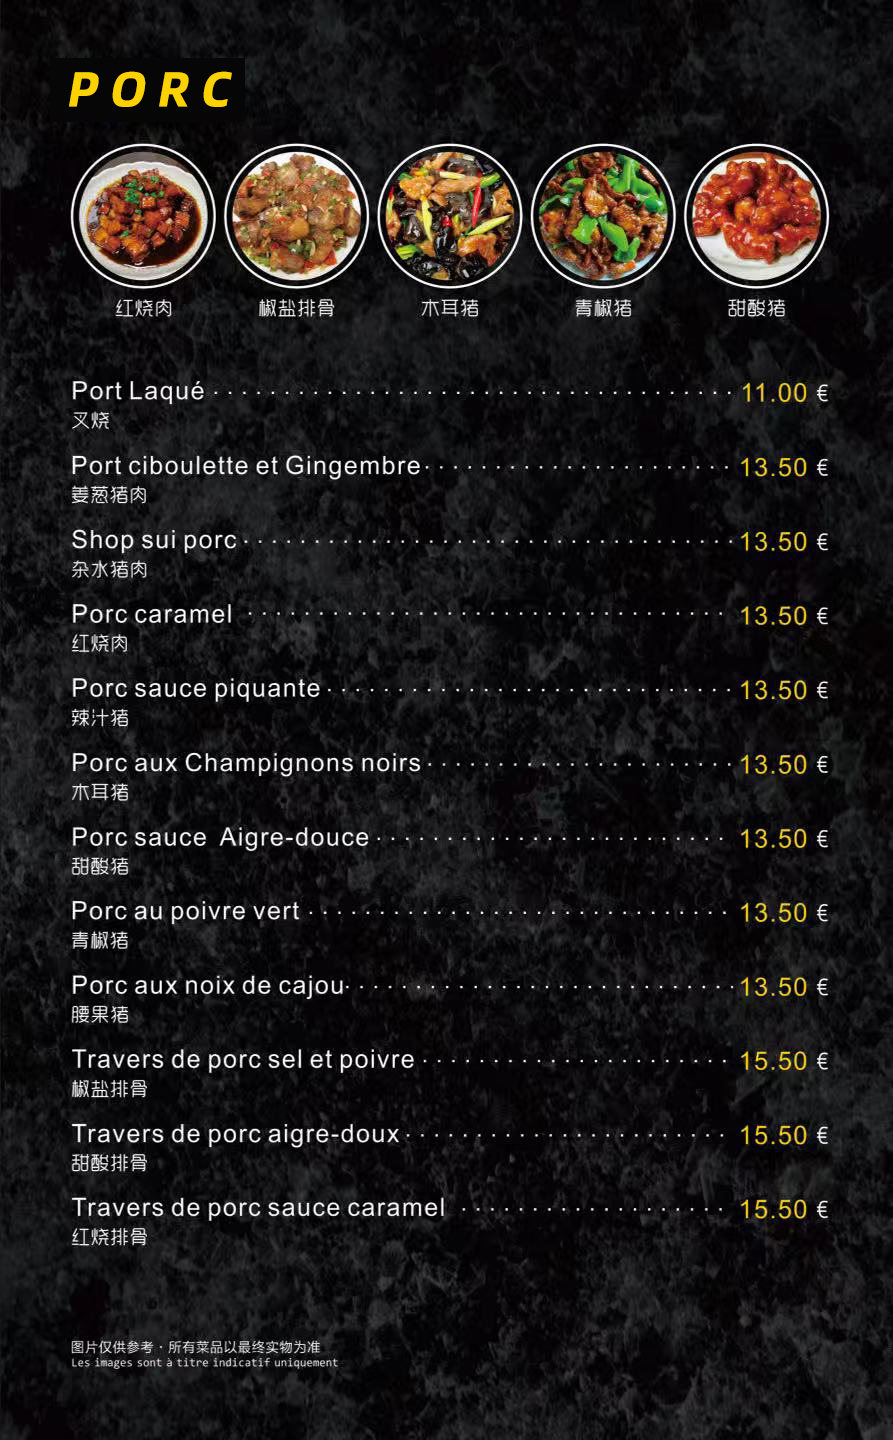 PORC
红烧肉 椒盐排骨 木耳猪 青椒猪 甜酸猪
Port Laqué 11.00 €
叉烧
Port ciboulette et Gingembre 13.50 €
姜葱猪肉
Shop sui porc 13.50 €
杂水猪肉
Porc caramel 13.50 €
红烧肉
Porc sauce piquante 13.50 €
辣汁猪
Porc aux Champignons noirs 13.50 €
木耳猪
Porc sauce Aigre-douce 13.50 €
甜酸猪
Porc au poivre vert 13.50 €
青椒猪
Porc aux noix de cajou 13.50 €
腰果猪
Travers de porc sel et poivre 15.50 €
椒盐排骨
Travers de porc aigre-doux 15.50 €
甜酸排骨
Travers de porc sauce caramel 15.50 €
红烧排骨
图片仅供参考 · 所有菜品以最终实物为准
Les images sont à titre indicatif uniquement